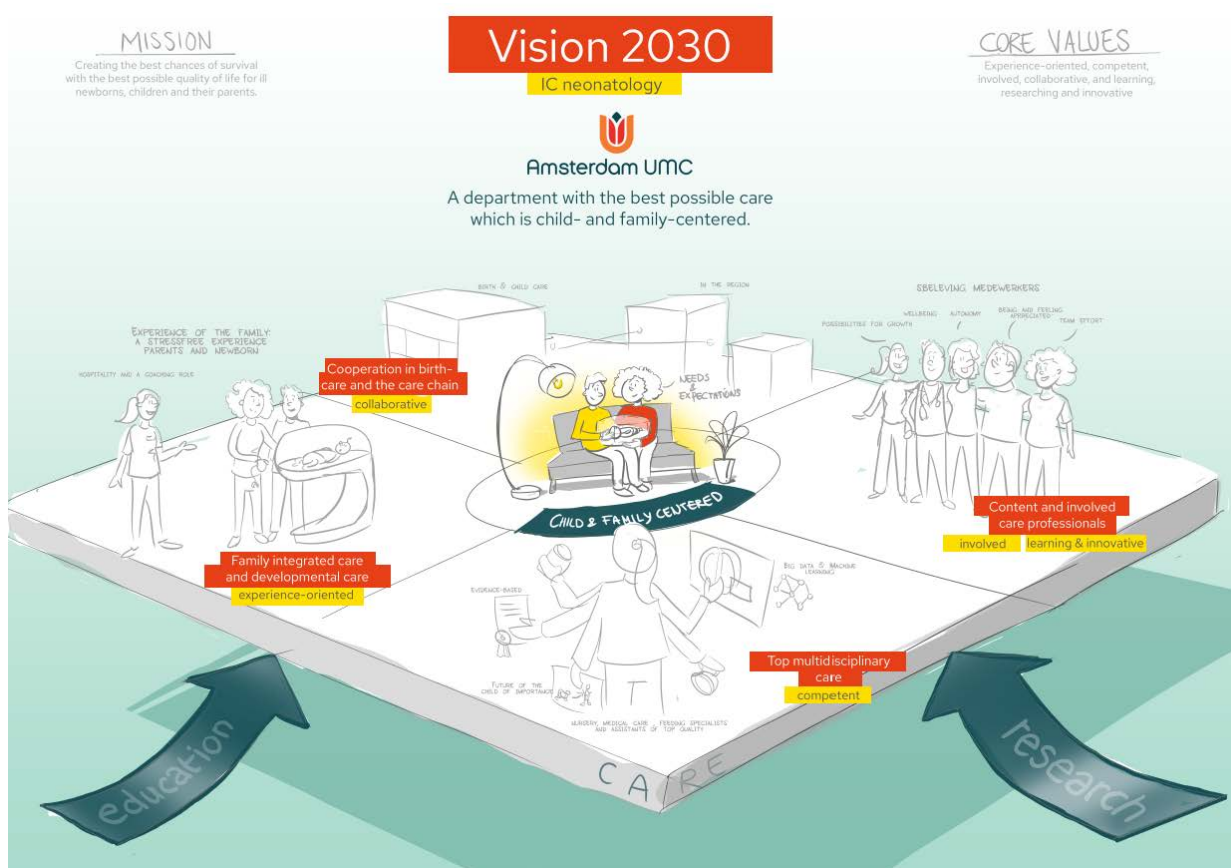 MISSION
Creating the best chances of survival
with the best possible quality of life for ill
newborns, children and their parents.
Vision 2030
IC neonatology
Amsterdam UMC
A department with the best possible care
which is child- and family-centered.
CORE VALUES
Experience-oriented, competent,
involved, collaborative, and learning,
researching and innovative
BIRTH & CHILD CARE
IN THE REGION
SBELEVING MEDEWERKERS
POSSIBILITIES FOR GROWTH
WELLBEING
AUTONOMY
BEING AND FEELING
APPRECIATED
TEAM EFFORT
EXPERIENCE OF THE FAMILY:
A STRESSFREE EXPERIENCE
PARENTS AND NEWBORN
HOSPITALITY AND A COACHING ROLE
Cooperation in birth-
care and the care chain
collaborative
NEEDS
&
EXPECTATIONS
CHILD & FAMILY CENTERED
Content and involved
care professionals
involved
learning & innovative
Family integrated care
and developmental care
experience-oriented
EVIDENCE-BASED
BIG DATA & MACHINE
LEARNING
FUTURE OF THE
CHILD OF IMPORTANCE
Top multidisciplinary
care
competent
NURSERY, MEDICAL CARE, FEEDING SPECIALISTS
AND ASSISTANTS OF TOP QUALITY
CARE
education
research